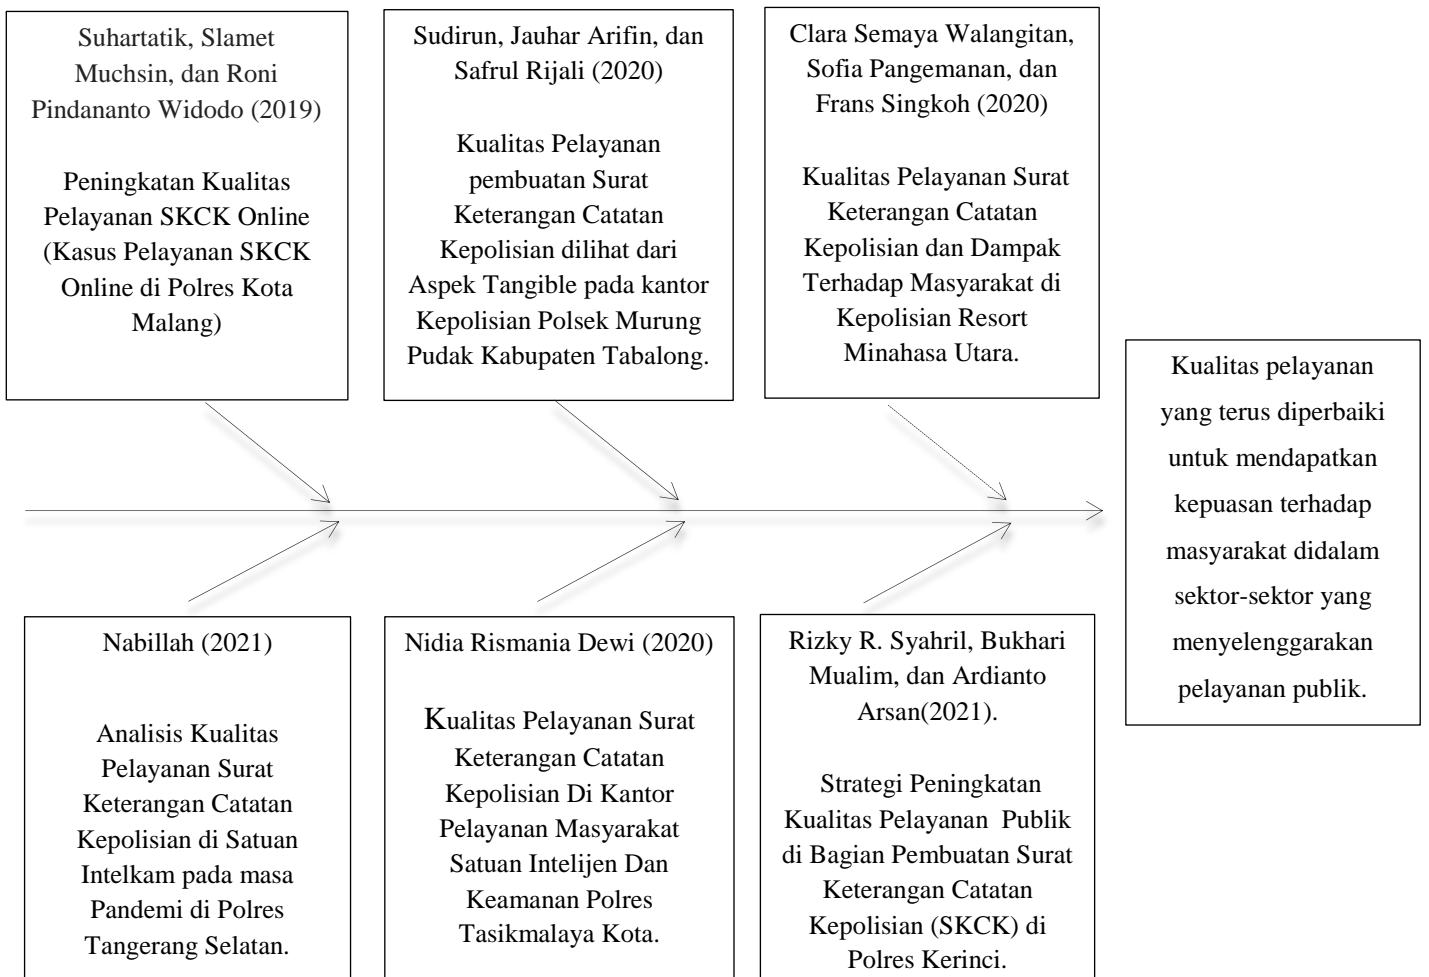 Suhartatik, Slamet
Muchsin, dan Roni
Pindananto Widodo (2019)
Peningkatan Kualitas
Pelayanan SKCK Online
(Kasus Pelayanan SKCK
Online di Polres Kota
Malang)
Sudirun, Jauhar Arifin, dan
Safrul Rijali (2020)
Kualitas Pelayanan
pembuatan Surat
Keterangan Catatan
Kepolisian dilihat dari
Aspek Tangible pada kantor
Kepolisian Polsek Murung
Pudak Kabupaten Tabalong.
Clara Semaya Walangitan,
Sofia Pangemanan, dan
Frans Singkoh (2020)
Kualitas Pelayanan Surat
Keterangan Catatan
Kepolisian dan Dampak
Terhadap Masyarakat di
Kepolisian Resort
Minahasa Utara.
Kualitas pelayanan
yang terus diperbaiki
untuk mendapatkan
kepuasan terhadap
masyarakat didalam
sektor-sektor yang
menyelenggarakan
pelayanan publik.
Nabillah (2021)
Analisis Kualitas
Pelayanan Surat
Keterangan Catatan
Kepolisian di Satuan
Intelkam pada masa
Pandemi di Polres
Tangerang Selatan.
Nidia Rismania Dewi (2020)
Kualitas Pelayanan Surat
Keterangan Catatan
Kepolisian Di Kantor
Pelayanan Masyarakat
Satuan Intelijen Dan
Keamanan Polres
Tasikmalaya Kota.
Rizky R. Syahril, Bukhari
Mualim, dan Ardianto
Arsan(2021).
Strategi Peningkatan
Kualitas Pelayanan  Publik
di Bagian Pembuatan Surat
Keterangan Catatan
Kepolisian (SKCK) di
Polres Kerinci.